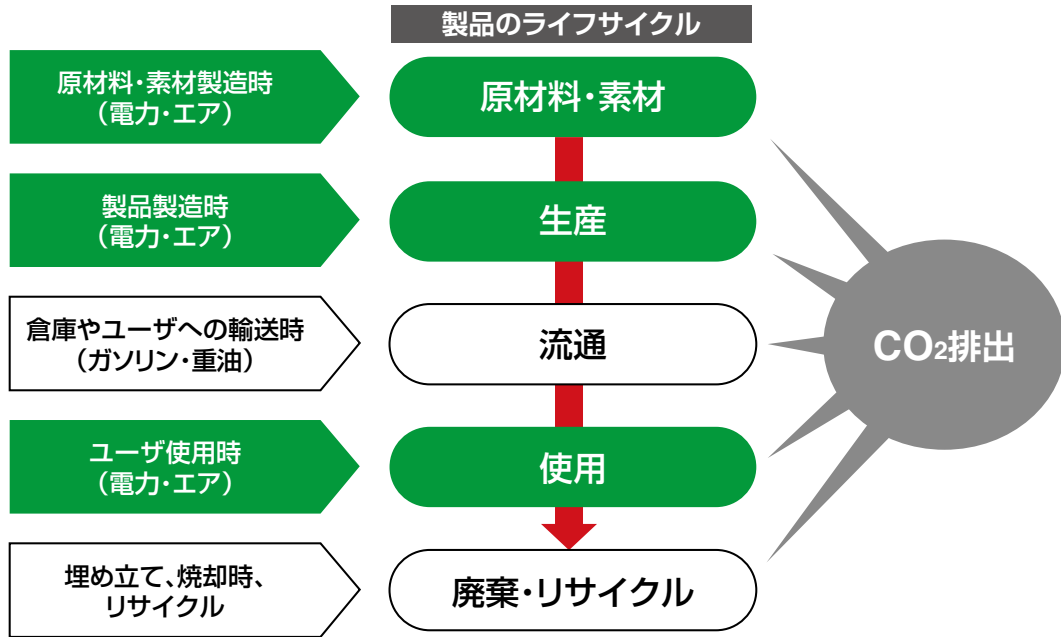 製品のライフサイクル
原材料・素材製造時
（電力・エア）
原材料・素材
製品製造時
（電力・エア）
生産
倉庫やユーザへの輸送時
（ガソリン・重油）
流通
CO2排出
ユーザ使用時
（電力・エア）
使用
埋め立て、焼却時、
リサイクル
廃棄・リサイクル